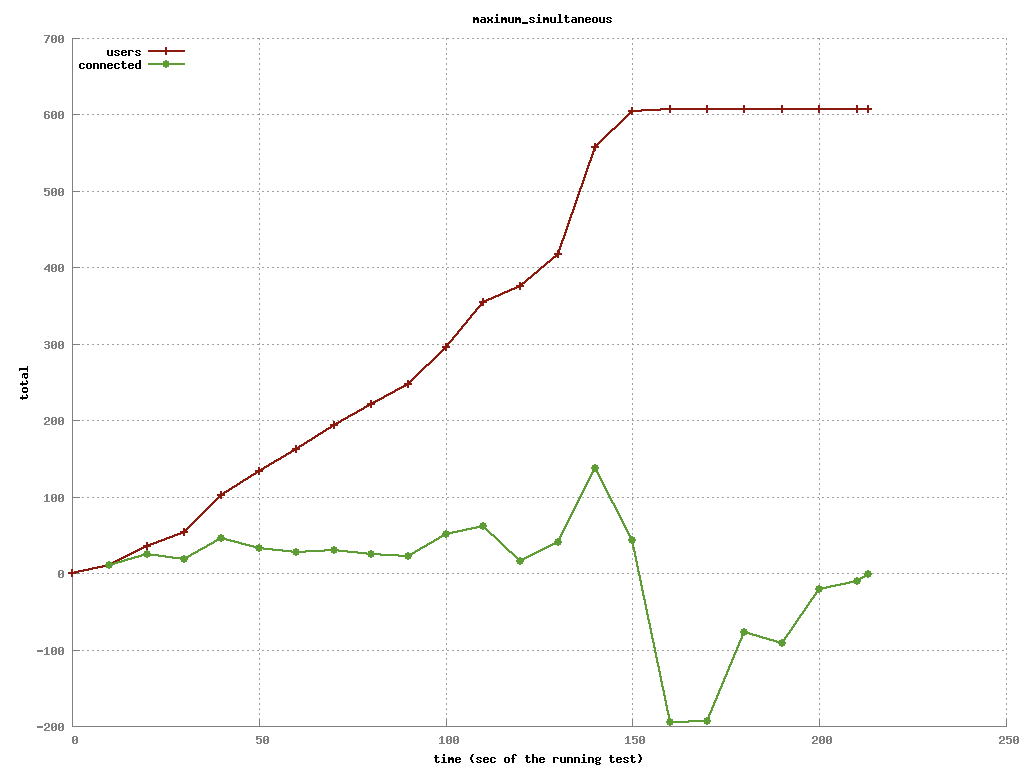 maximum_simultaneous
users
connected
700
600
500
400
300
200
100
0
-100
-200
total
0 50 100 150 200 250
time (sec of the running test)